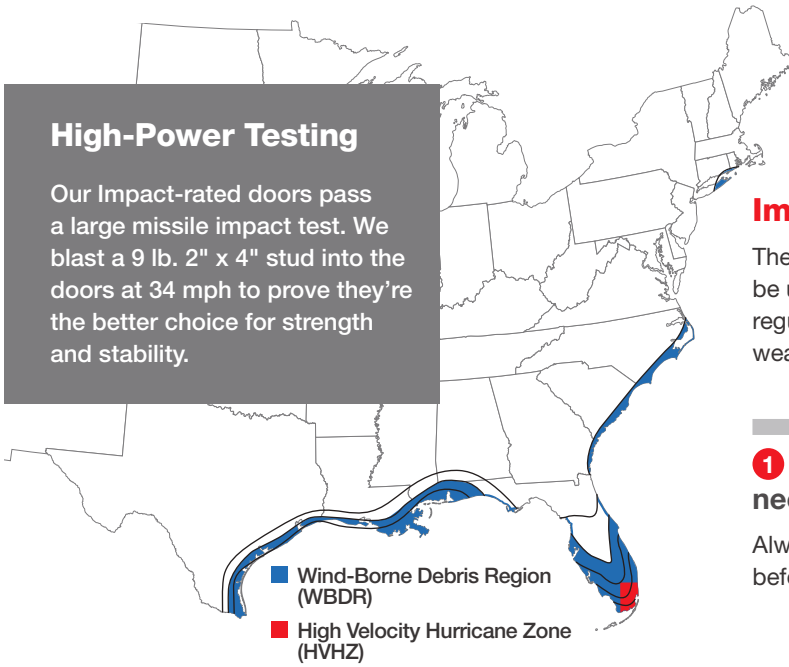 High-Power Testing
Our Impact-rated doors pass
a large missile impact test. We
blast a 9 lb. 2" x 4" stud into the
doors at 34 mph to prove they’re
the better choice for strength
and stability.
Wind-Borne Debris Region
(WBDR)
High Velocity Hurricane Zone
(HVHZ)
1